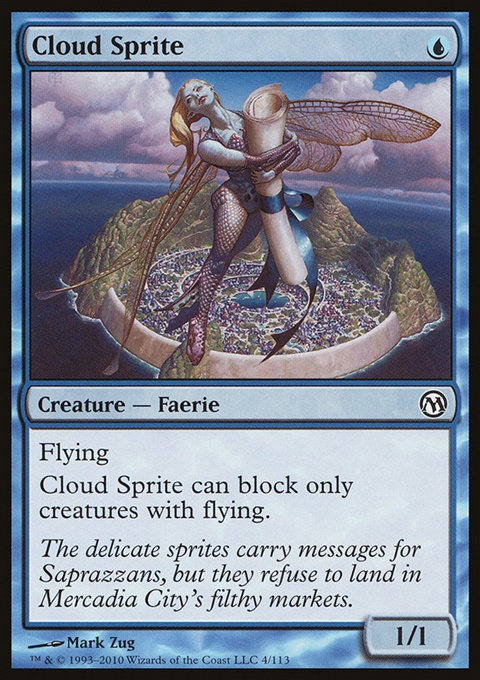 Cloud Sprite
Creature — Faerie
Flying
Cloud Sprite can block only
creatures with flying.
The delicate sprites carry messages for
Saprazzans, but they refuse to land in
Mercadia City's filthy markets.
Mark Zug
1/1
™ & © 1993–2010 Wizards of the Coast LLC 4/113